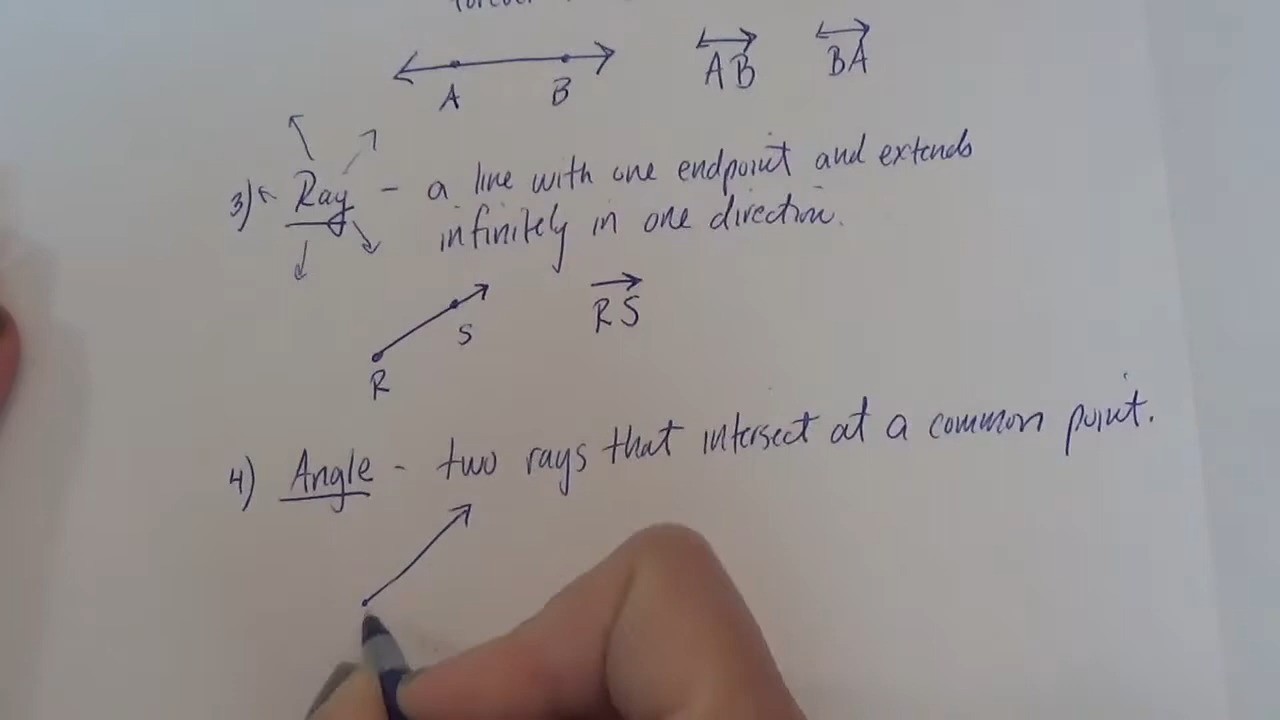 forever
A B AB BA
3) Ray - a line with one endpoint and extends
infinitely in one direction.
R S RS
4) Angle - two rays that intersect at a common point.